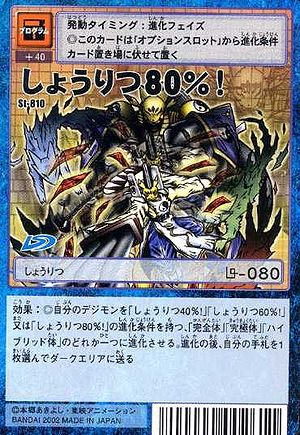 プログラム
+40
発動タイミング：進化フェイズ
◎このカードは「オプションスロット」から進化条件
カード置き場に伏せて置く
しょうりつ80%！
St-810
しょうりつ
-080
効果：◎自分のデジモンを「しょうりつ40%!」「しょうりつ60%!」
又は「しょうりつ80%!」の進化条件を持つ、「完全体」「究極体」「ハイ
ブリッド体」のどれか一つに進化させる。進化の後、自分の手札を1
枚選んでダークエリアに送る
©本郷あきよし・東映アニメーション
BANDAI 2002 MADE IN JAPAN